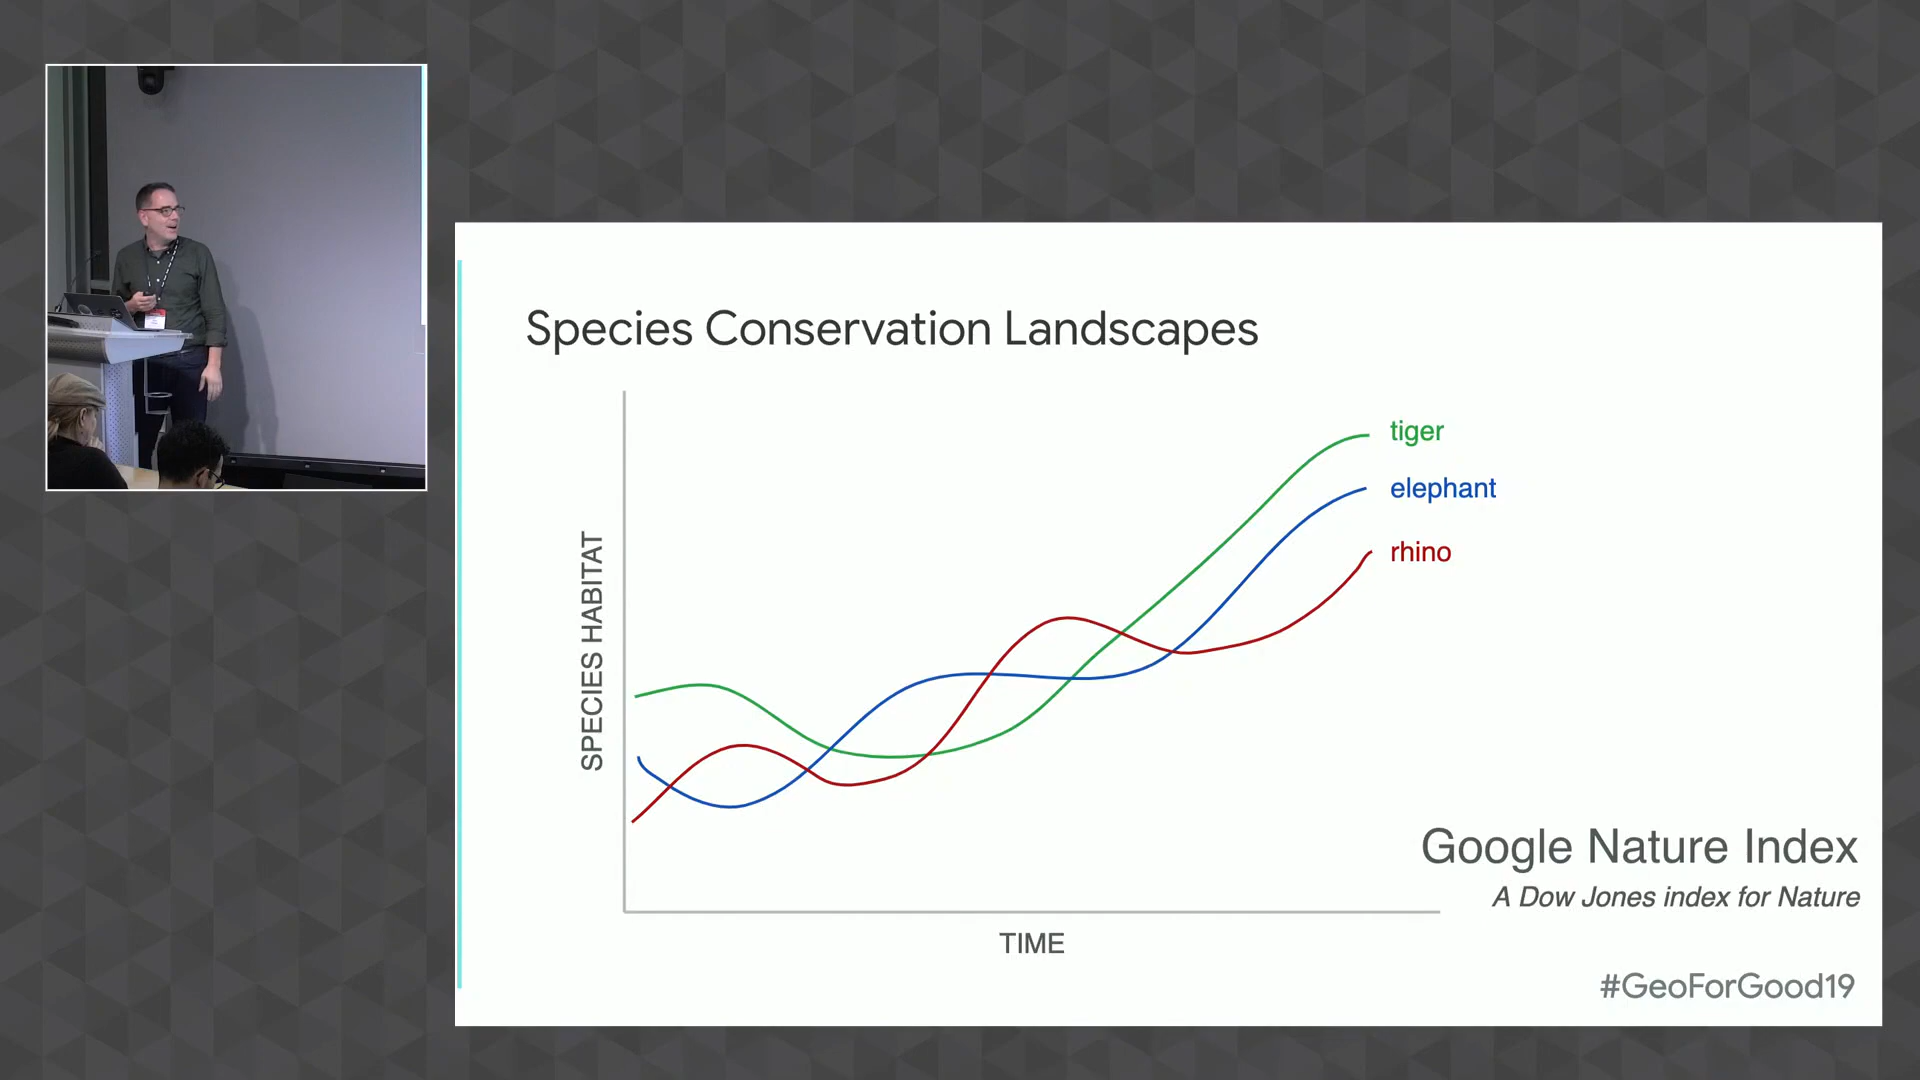 Species Conservation Landscapes
tiger
elephant
rhino
SPECIES HABITAT
TIME
Google Nature Index
A Dow Jones index for Nature
#GeoForGood19